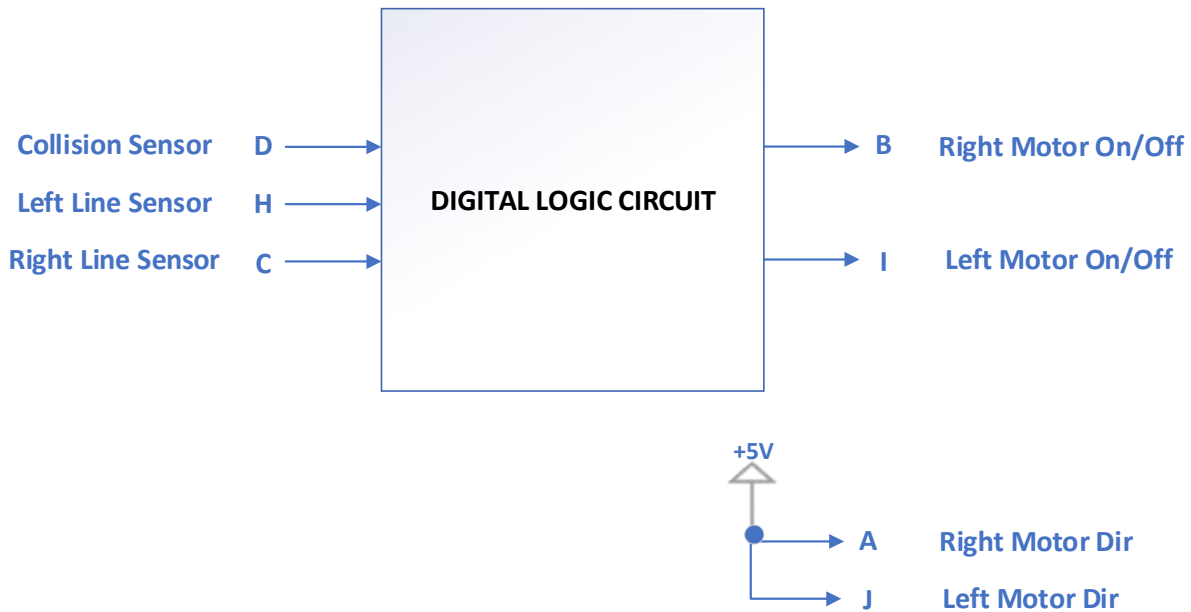 Collision Sensor D
Left Line Sensor H
Right Line Sensor C
DIGITAL LOGIC CIRCUIT
B Right Motor On/Off
I Left Motor On/Off
+5V
A Right Motor Dir
J Left Motor Dir